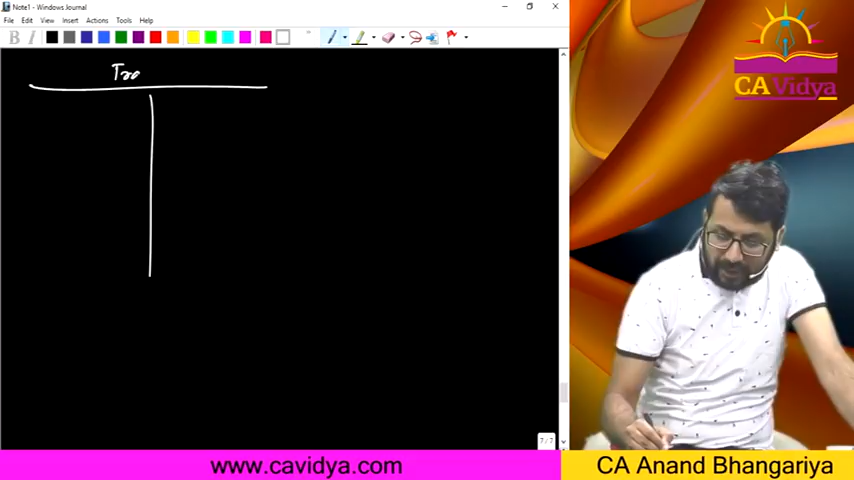 Note1 - Windows Journal
File Edit View Insert Actions Tools Help
B I
Tra
7 / 7
CA Vidya
www.cavidya.com
CA Anand Bhangariya